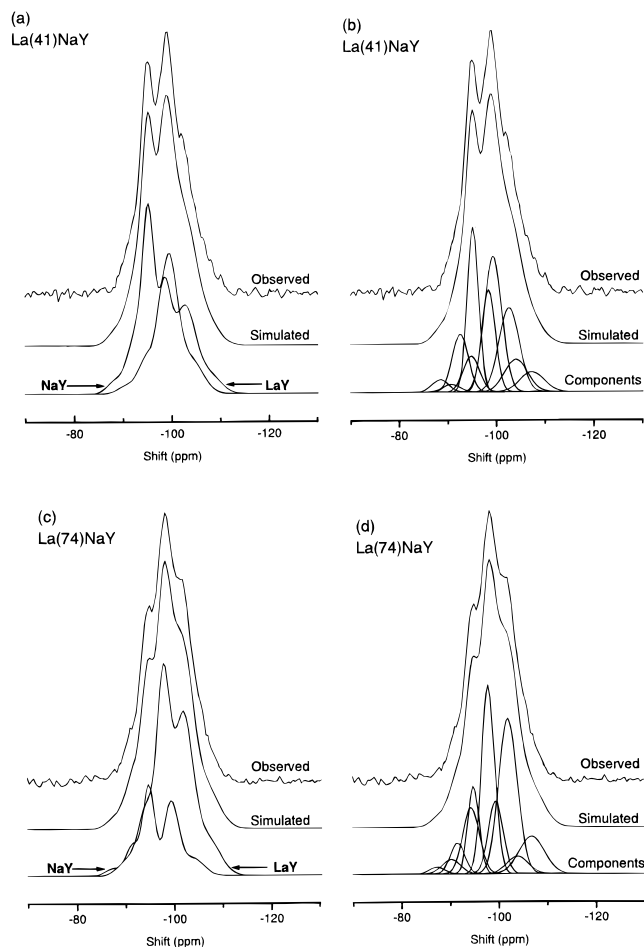 (a)
La(41)NaY
Observed
Simulated
NaY
LaY
-80
-100
-120
Shift (ppm)
(b)
La(41)NaY
Observed
Simulated
Components
-80
-100
-120
Shift (ppm)
(c)
La(74)NaY
Observed
Simulated
NaY
LaY
-80
-100
-120
Shift (ppm)
(d)
La(74)NaY
Observed
Simulated
Components
-80
-100
-120
Shift (ppm)